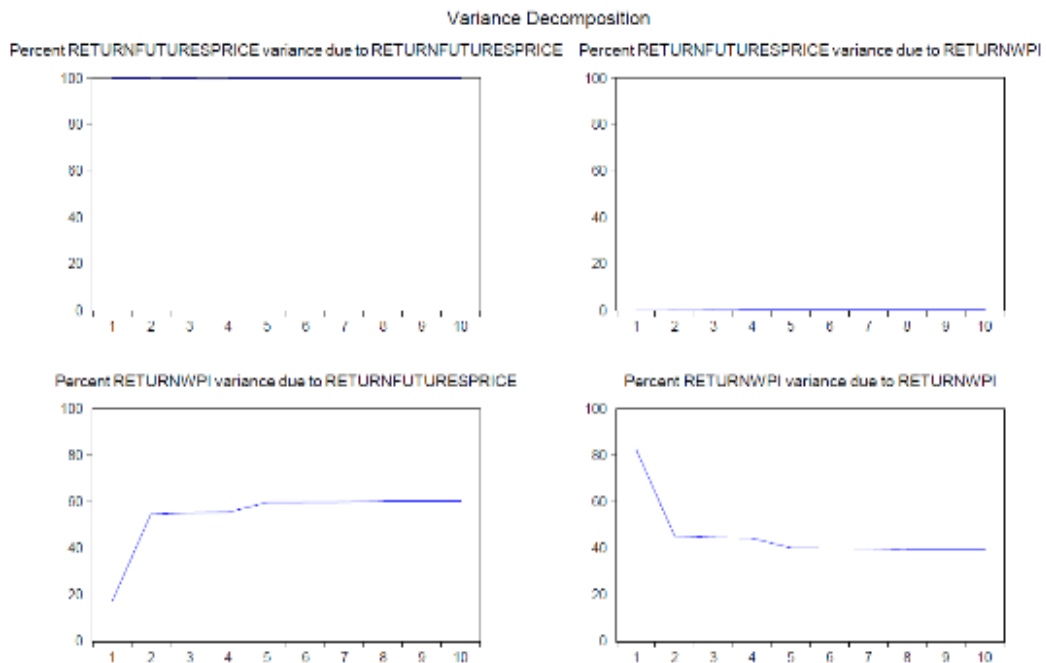 Variance Decomposition
Percent RETURNFUTURESPRICE variance due to RETURNFUTURESPRICE
Percent RETURNFUTURESPRICE variance due to RETURNWPI
100
80
60
40
20
0
1 2 3 4 5 6 7 8 9 10
100
80
60
40
20
0
1 2 3 4 5 6 7 8 9 10
Percent RETURNWPI variance due to RETURNFUTURESPRICE
Percent RETURNWPI variance due to RETURNWPI
100
80
60
40
20
0
1 2 3 4 5 6 7 8 9 10
100
80
60
40
20
0
1 2 3 4 5 6 7 8 9 10